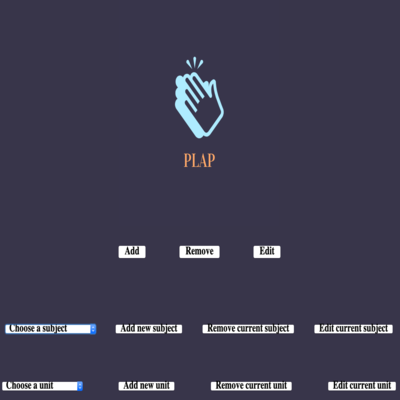 PLAP
Add Remove Edit
Choose a subject Add new subject Remove current subject Edit current subject
Choose a unit Add new unit Remove current unit Edit current unit